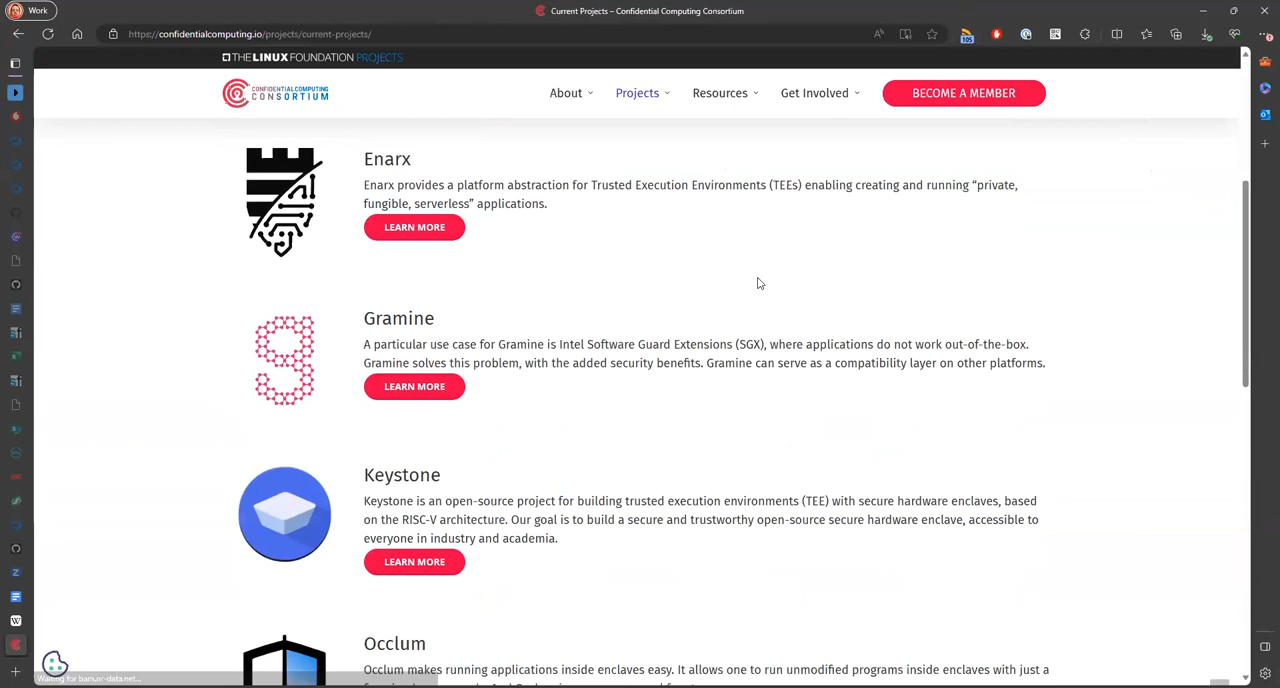 Work
Current Projects – Confidential Computing Consortium
https://confidentialcomputing.io/projects/current-projects/
105
THE LINUX FOUNDATION PROJECTS
CONFIDENTIAL COMPUTING
CONSORTIUM
About
Projects
Resources
Get Involved
BECOME A MEMBER
Enarx
Enarx provides a platform abstraction for Trusted Execution Environments (TEEs) enabling creating and running “private,
fungible, serverless” applications.
LEARN MORE
Gramine
A particular use case for Gramine is Intel Software Guard Extensions (SGX), where applications do not work out-of-the-box.
Gramine solves this problem, with the added security benefits. Gramine can serve as a compatibility layer on other platforms.
LEARN MORE
Keystone
Keystone is an open-source project for building trusted execution environments (TEE) with secure hardware enclaves, based
on the RISC-V architecture. Our goal is to build a secure and trustworthy open-source secure hardware enclave, accessible to
everyone in industry and academia.
LEARN MORE
Occlum
Occlum makes running applications inside enclaves easy. It allows one to run unmodified programs inside enclaves with just a
Waiting for bam.nr-data.net...